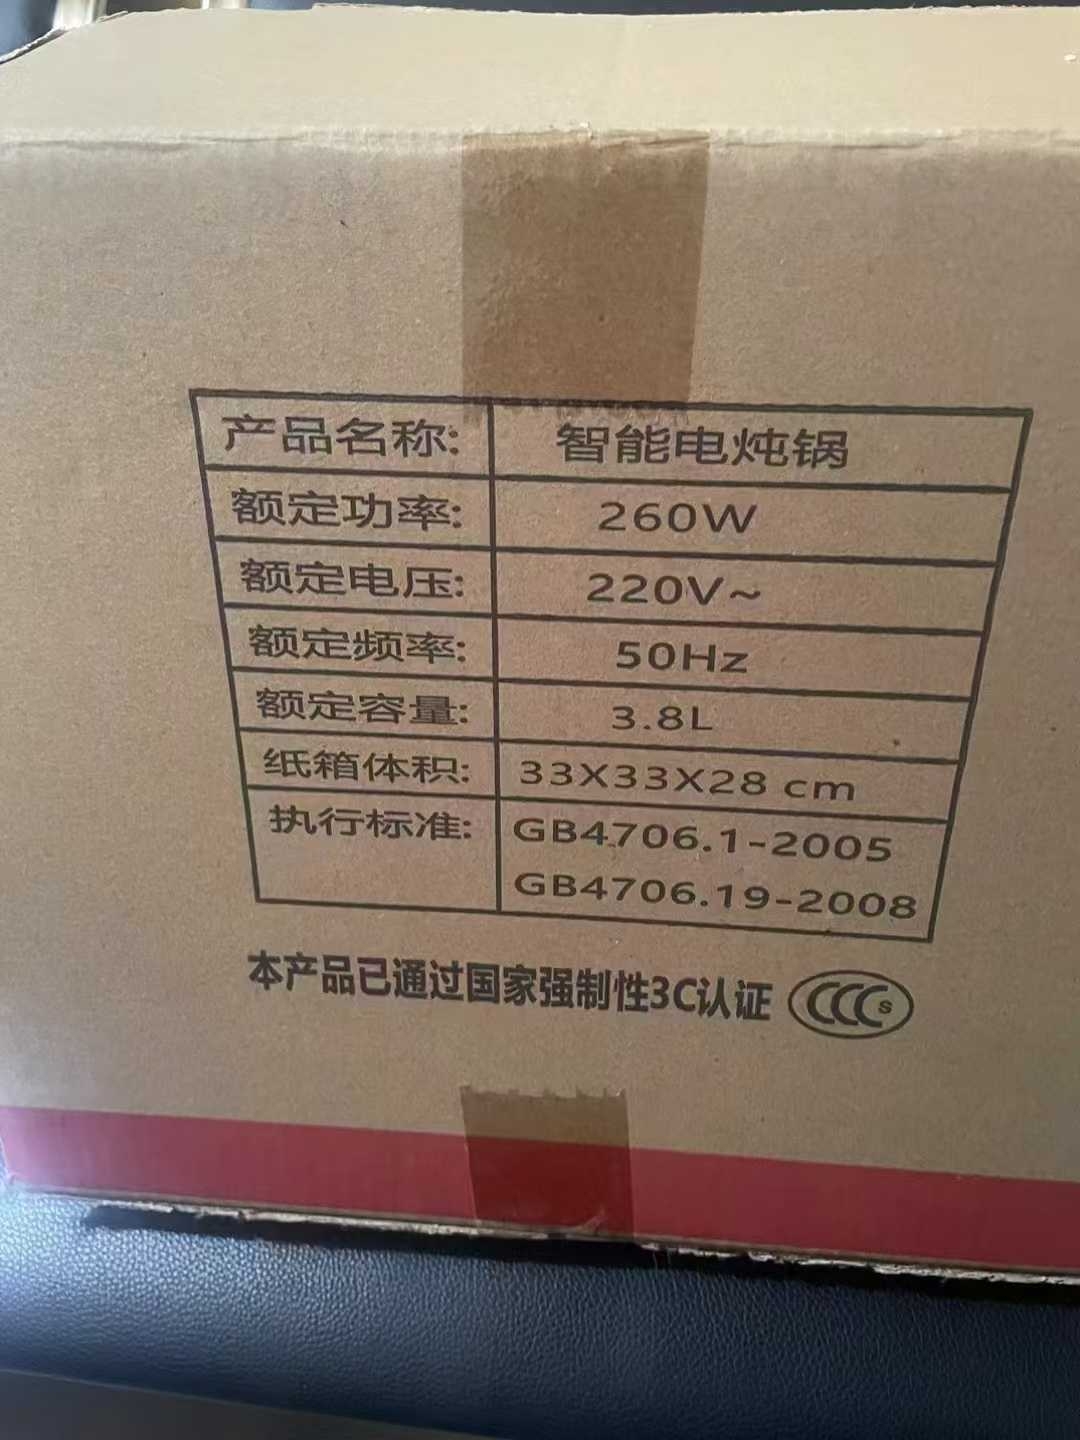 产品名称: 智能电炖锅
额定功率: 260W
额定电压: 220V~
额定频率: 50Hz
额定容量: 3.8L
纸箱体积: 33X33X28 cm
执行标准: GB4706.1-2005
GB4706.19-2008
本产品已通过国家强制性3C认证 CCC S